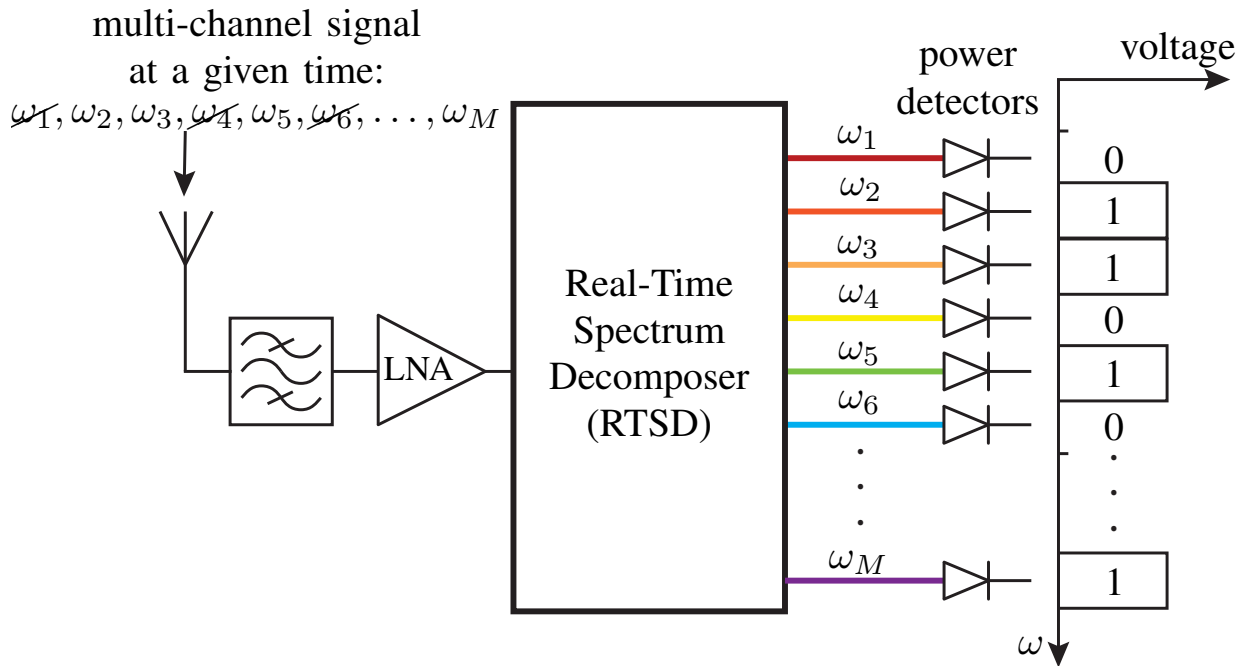 multi-channel signal
at a given time:
ω1, ω2, ω3, ω4, ω5, ω6, . . . , ωM
power
detectors
voltage
ω1
0
ω2
1
ω3
1
ω4
0
ω5
1
ω6
0
ωM
1
LNA
Real-Time
Spectrum
Decomposer
(RTSD)
ω